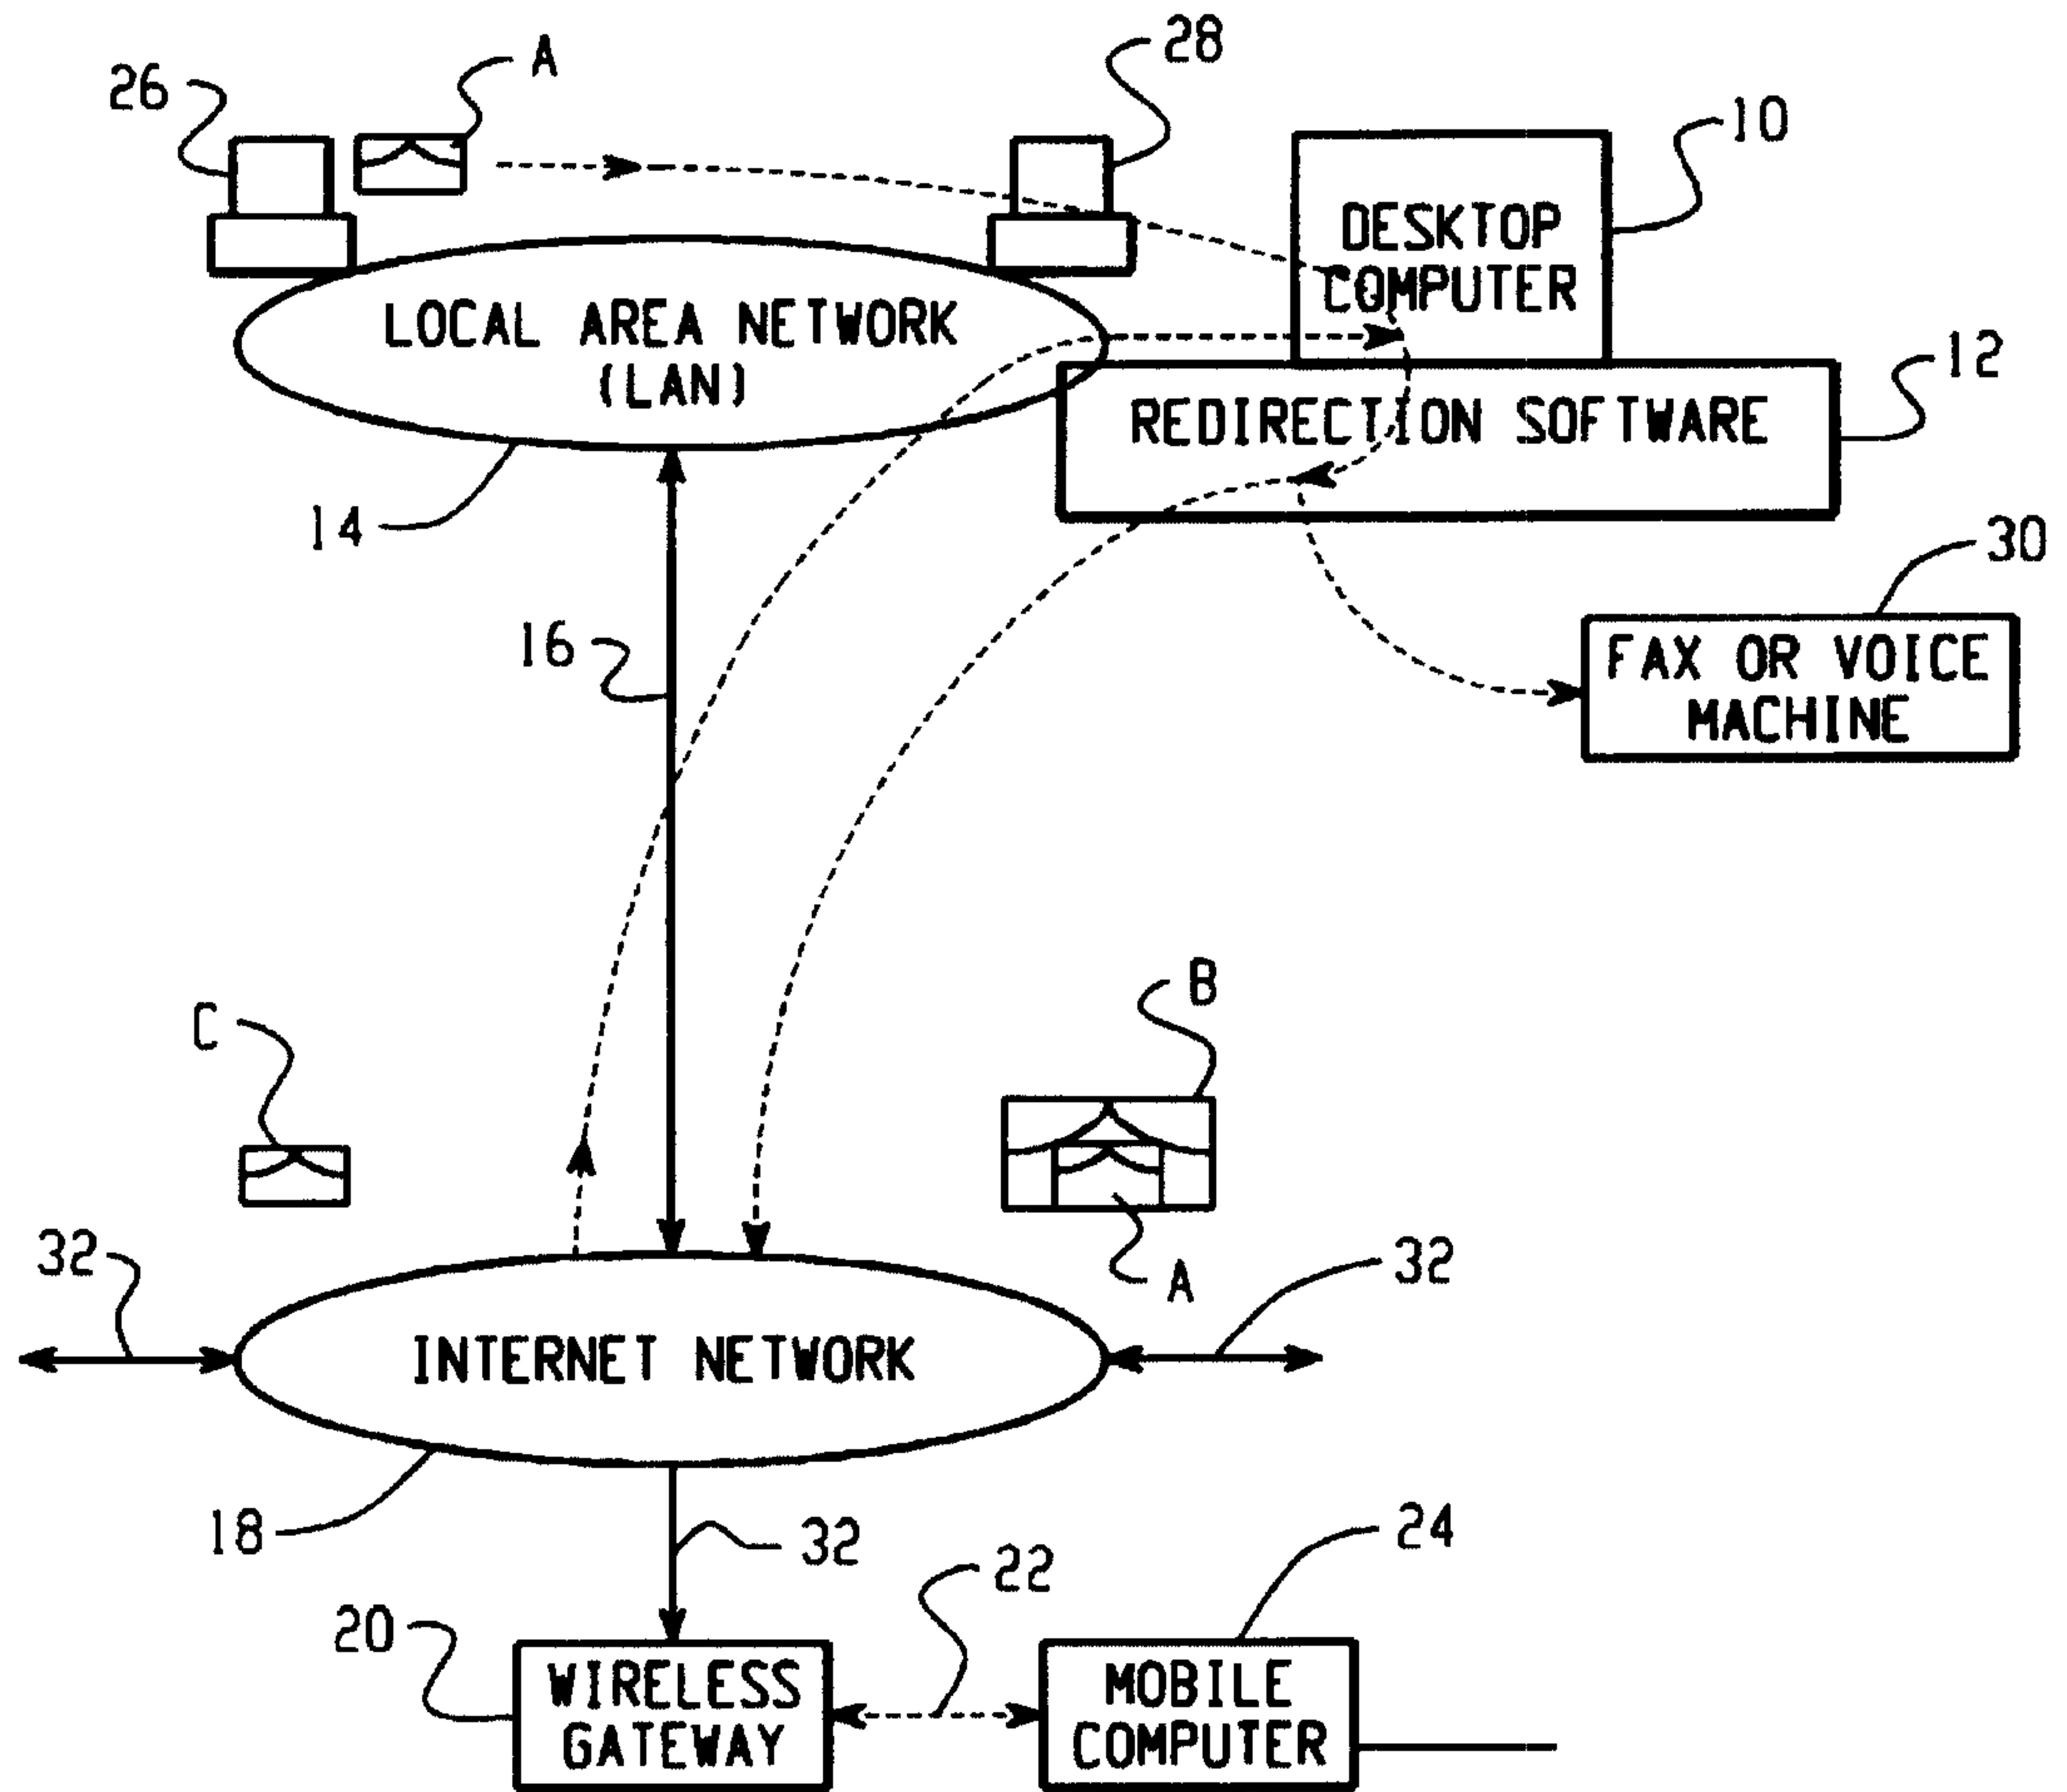 28
A
26
10
DESKTOP
COMPUTER
LOCAL AREA NETWORK
(LAN)
12
REDIRECTION SOFTWARE
14
30
16
FAX OR VOICE
MACHINE
B
C
32
A
32
INTERNET NETWORK
18
32
24
22
20
WIRELESS
GATEWAY
MOBILE
COMPUTER